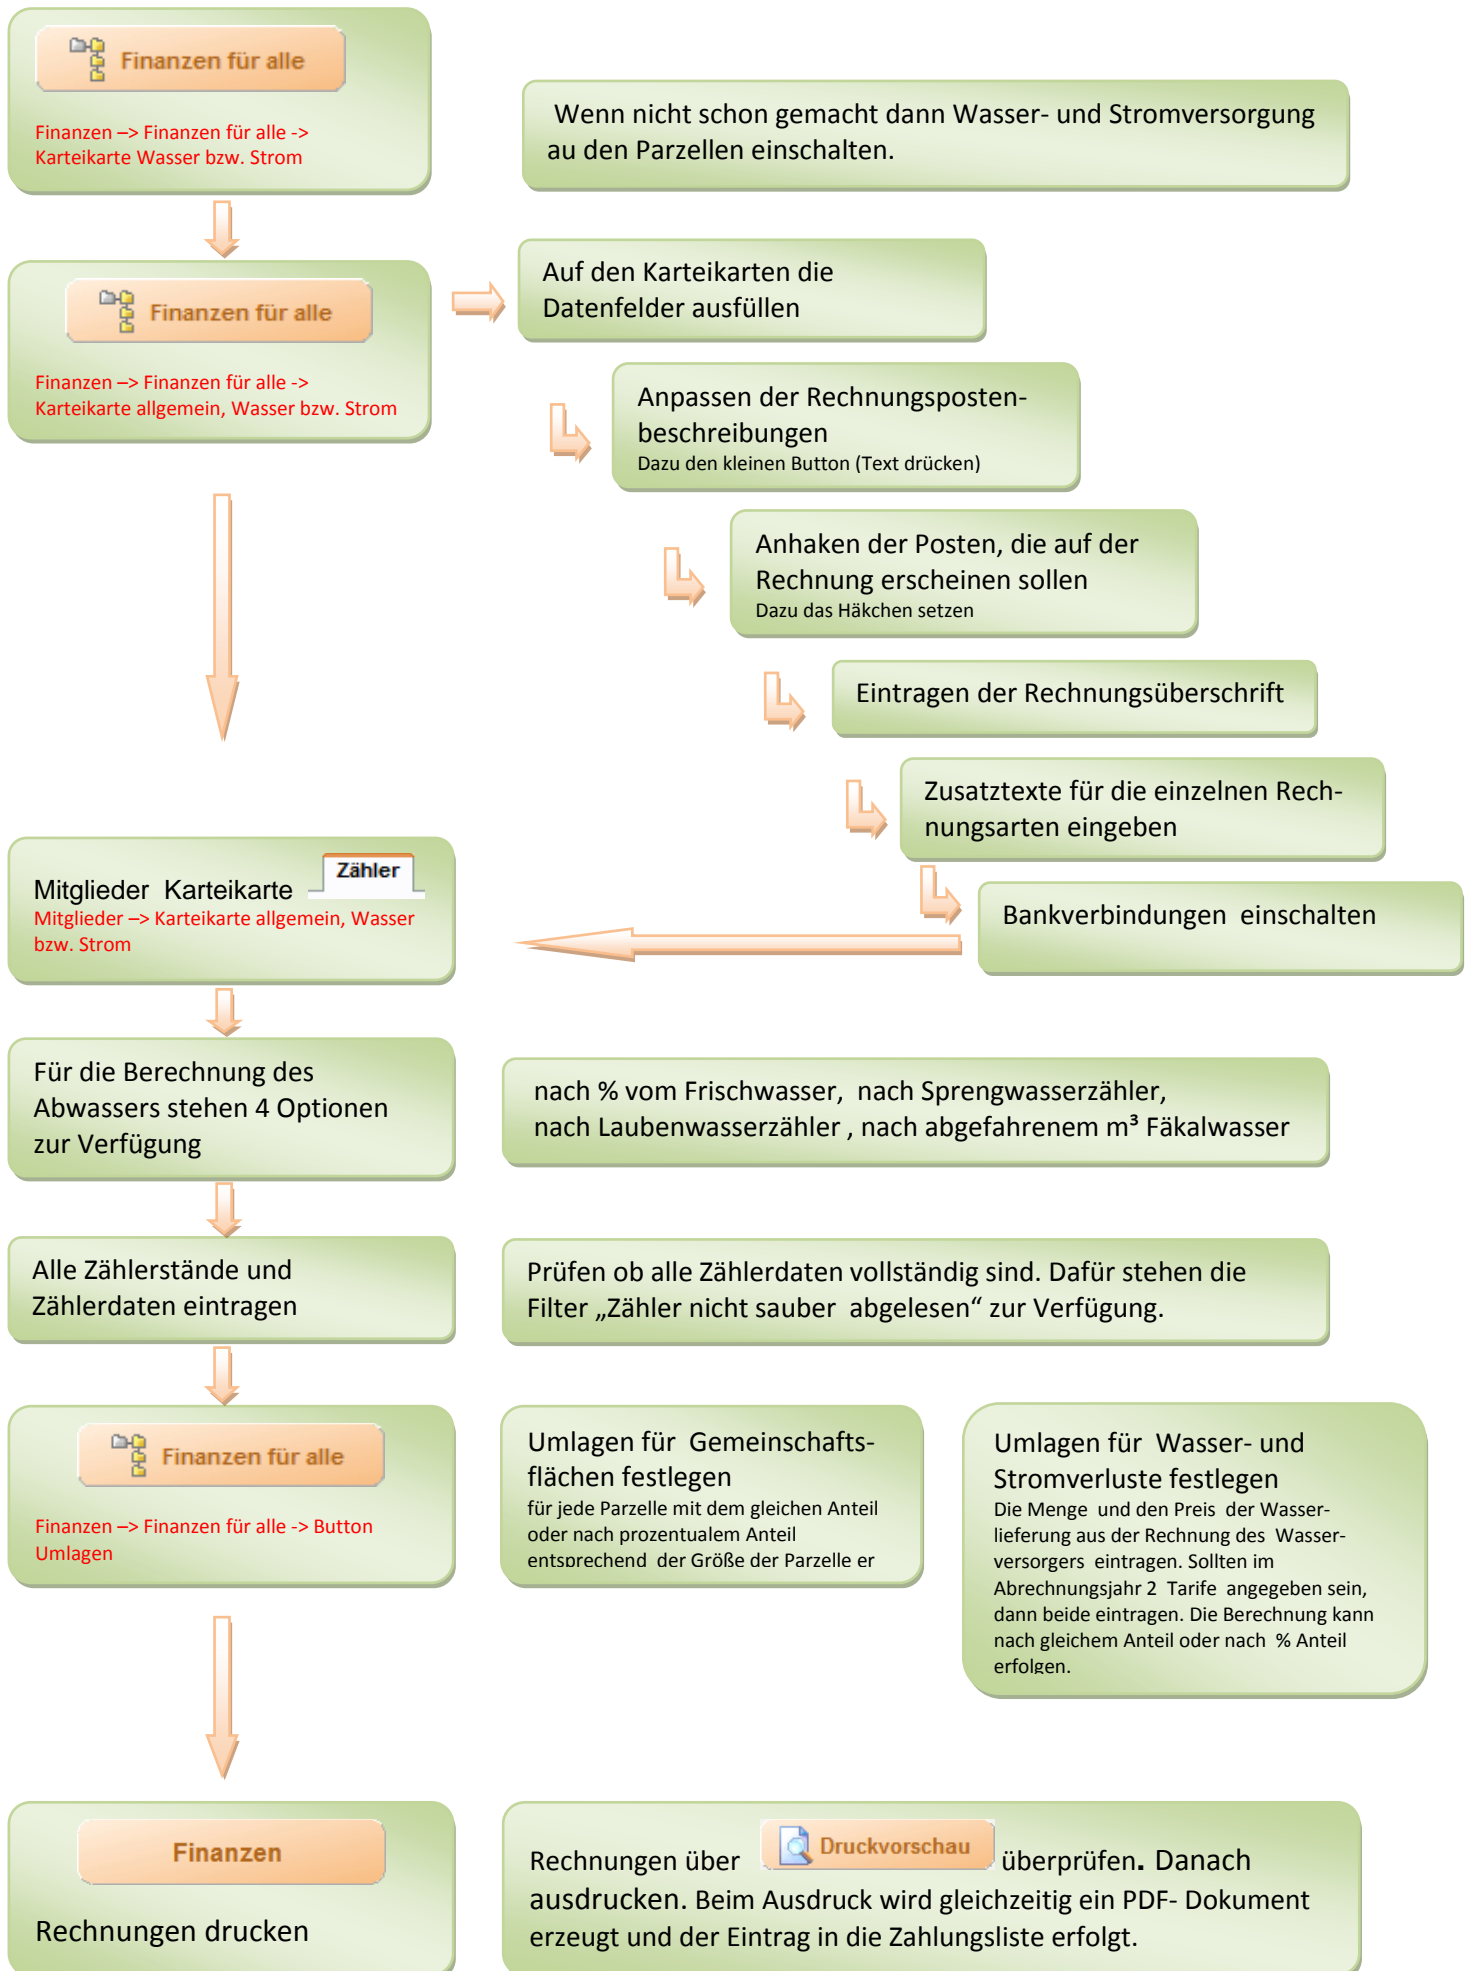 Finanzen für alle
Finanzen –> Finanzen für alle ->
Karteikarte Wasser bzw. Strom
Wenn nicht schon gemacht dann Wasser- und Stromversorgung
au den Parzellen einschalten.
Finanzen für alle
Finanzen –> Finanzen für alle ->
Karteikarte allgemein, Wasser bzw. Strom
Auf den Karteikarten die
Datenfelder ausfüllen
Anpassen der Rechnungsposten-
beschreibungen
Dazu den kleinen Button (Text drücken)
Anhaken der Posten, die auf der
Rechnung erscheinen sollen
Dazu das Häkchen setzen
Eintragen der Rechnungsüberschrift
Zusatztexte für die einzelnen Rech-
nungsarten eingeben
Bankverbindungen einschalten
Mitglieder Karteikarte Zähler
Mitglieder –> Karteikarte allgemein, Wasser
bzw. Strom
Für die Berechnung des
Abwassers stehen 4 Optionen
zur Verfügung
nach % vom Frischwasser, nach Sprengwasserzähler,
nach Laubenwasserzähler , nach abgefahrenem m³ Fäkalwasser
Alle Zählerstände und
Zählerdaten eintragen
Prüfen ob alle Zählerdaten vollständig sind. Dafür stehen die
Filter „Zähler nicht sauber abgelesen“ zur Verfügung.
Finanzen für alle
Finanzen –> Finanzen für alle -> Button
Umlagen
Umlagen für Gemeinschafts-
flächen festlegen
für jede Parzelle mit dem gleichen Anteil
oder nach prozentualem Anteil
entsprechend der Größe der Parzelle er
Umlagen für Wasser- und
Stromverluste festlegen
Die Menge und den Preis der Wasser-
lieferung aus der Rechnung des Wasser-
versorgers eintragen. Sollten im
Abrechnungsjahr 2 Tarife angegeben sein,
dann beide eintragen. Die Berechnung kann
nach gleichem Anteil oder nach % Anteil
erfolgen.
Finanzen
Rechnungen drucken
Rechnungen über Druckvorschau überprüfen. Danach
ausdrucken. Beim Ausdruck wird gleichzeitig ein PDF- Dokument
erzeugt und der Eintrag in die Zahlungsliste erfolgt.